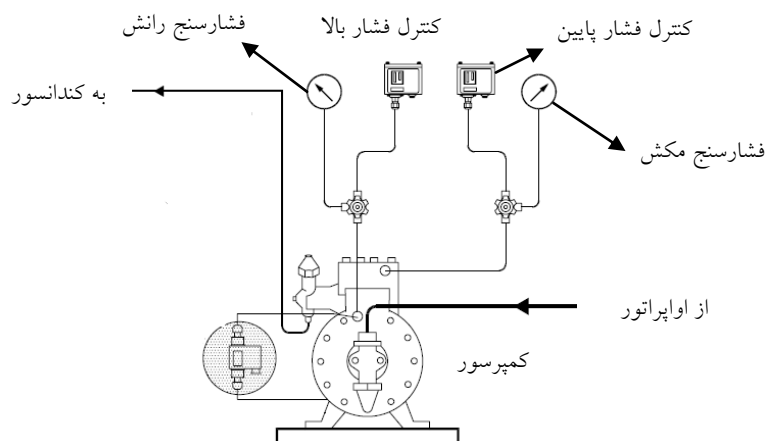 فشارسنج رانش
کنترل فشار بالا
کنترل فشار پایین
به کندانسور
فشارسنج مکش
از اواپراتور
کمپرسور